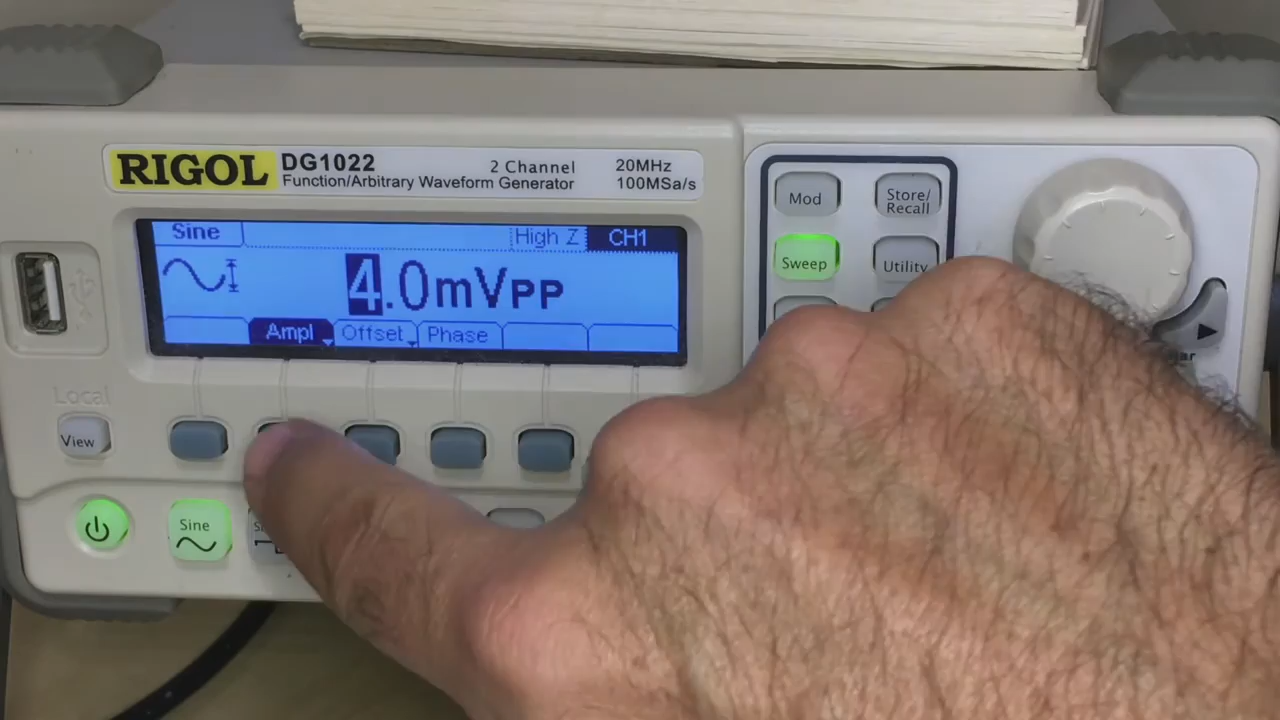 RIGOL DG1022
Function/Arbitrary Waveform Generator
2 Channel
20MHz
100MSa/s
Sine
High Z
CH1
4.0mVPP
Ampl
Offset
Phase
Mod
Store/
Recall
Sweep
Utility
Local
View
Sine